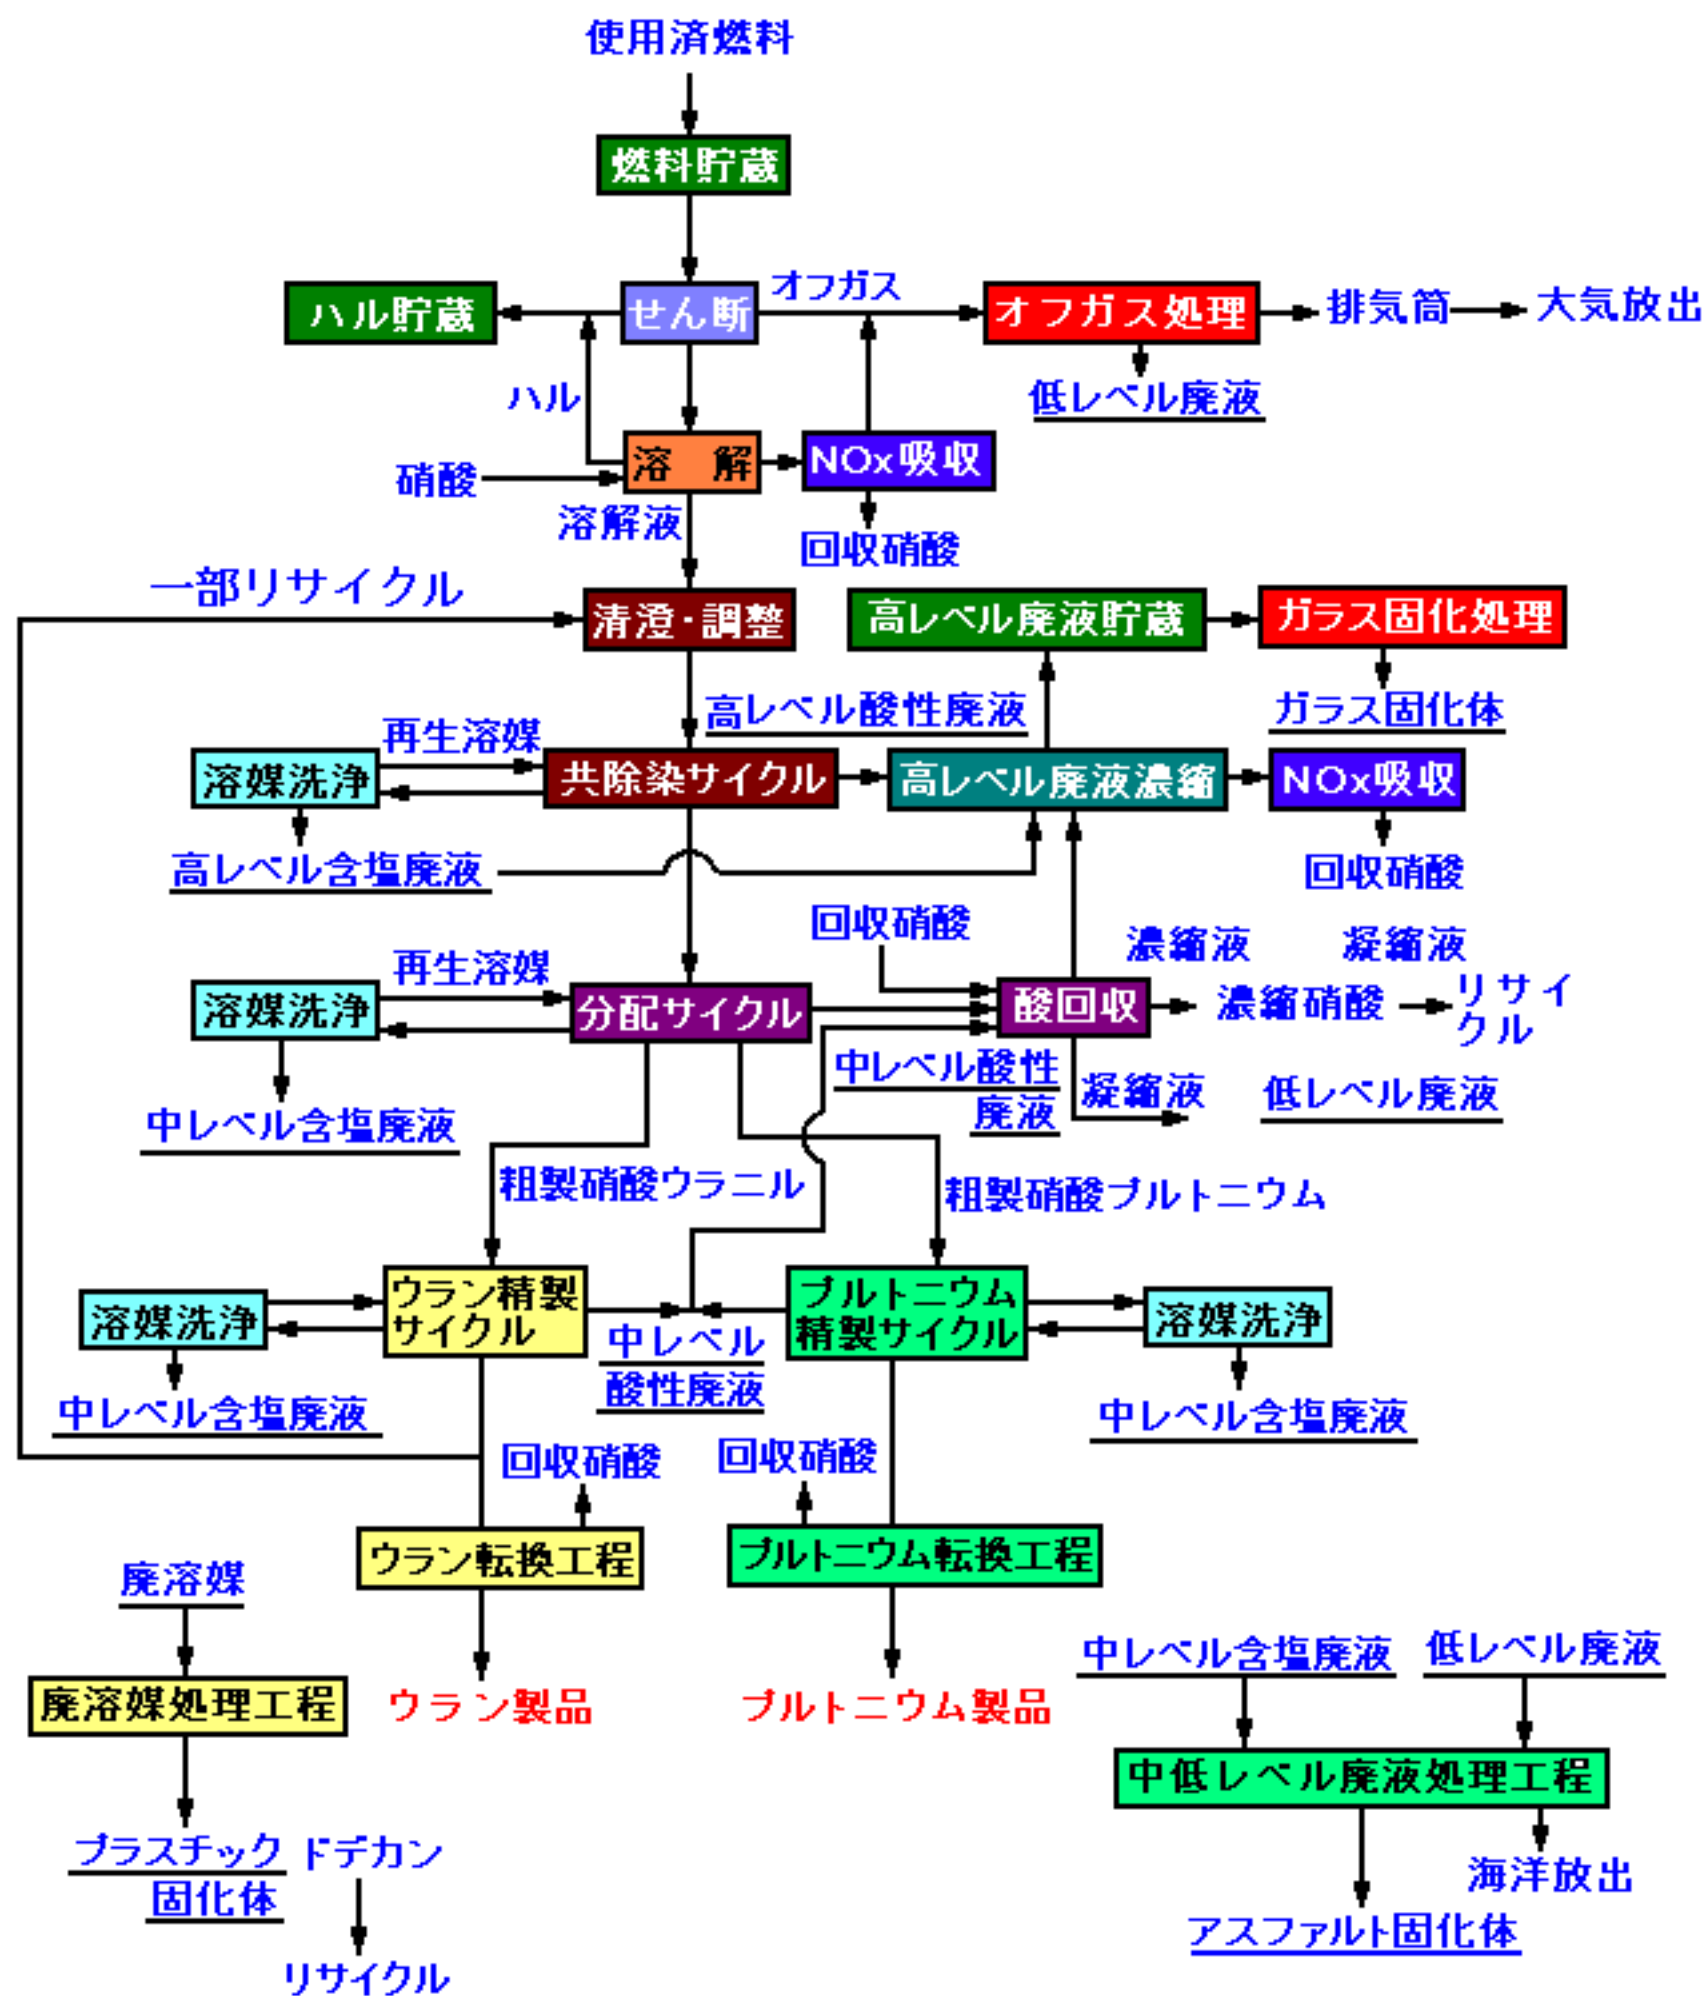 使用済燃料
燃料貯蔵
ハル貯蔵
せん断
オフガス
オフガス処理
排気筒
大気放出
ハル
低レベル廃液
硝酸
溶　解
NOx吸収
溶解液
回収硝酸
一部リサイクル
清澄・調整
高レベル廃液貯蔵
ガラス固化処理
高レベル酸性廃液
ガラス固化体
再生溶媒
溶媒洗浄
共除染サイクル
高レベル廃液濃縮
NOx吸収
高レベル含塩廃液
回収硝酸
回収硝酸
濃縮液
凝縮液
再生溶媒
溶媒洗浄
分配サイクル
酸回収
濃縮硝酸
リサイ
クル
中レベル酸性
廃液
凝縮液
低レベル廃液
中レベル含塩廃液
粗製硝酸ウラニル
粗製硝酸プルトニウム
溶媒洗浄
ウラン精製
サイクル
プルトニウム
精製サイクル
溶媒洗浄
中レベル
酸性廃液
中レベル含塩廃液
中レベル含塩廃液
回収硝酸
回収硝酸
ウラン転換工程
プルトニウム転換工程
廃溶媒
中レベル含塩廃液
低レベル廃液
廃溶媒処理工程
ウラン製品
プルトニウム製品
中低レベル廃液処理工程
プラスチック
固化体
ドデカン
海洋放出
アスファルト固化体
リサイクル